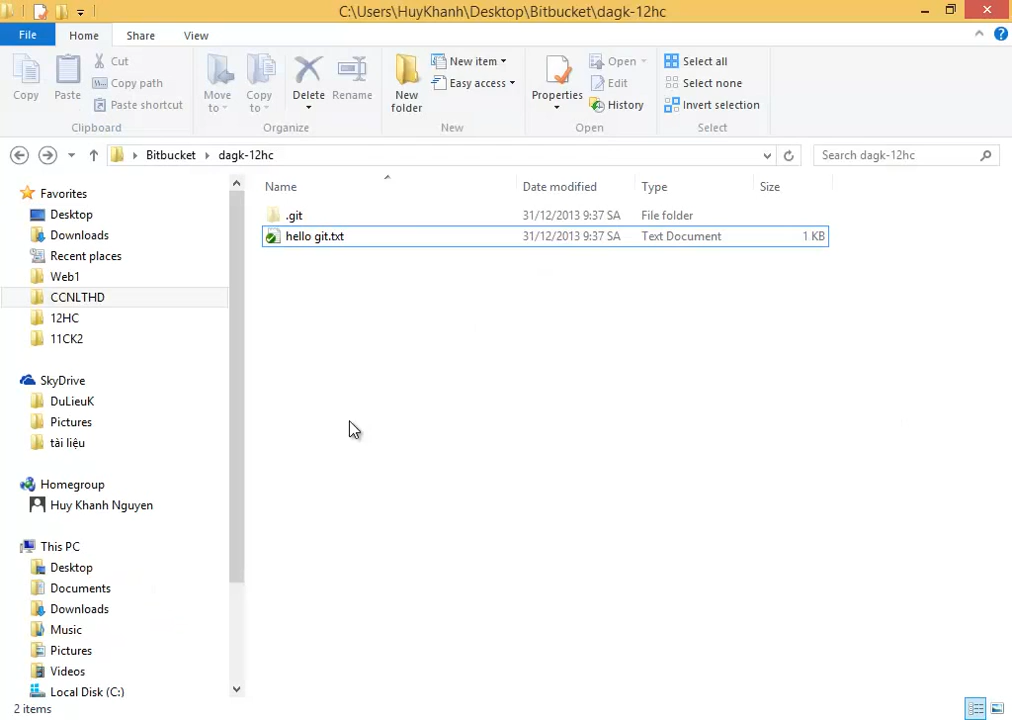 C:\Users\HuyKhanh\Desktop\Bitbucket\dagk-12hc
File Home Share View
Copy
Paste
Cut
Copy path
Paste shortcut
Clipboard
Move to
Copy to
Delete
Rename
Organize
New folder
New item
Easy access
New
Properties
Open
Edit
History
Open
Select all
Select none
Invert selection
Select
Bitbucket dagk-12hc
Search dagk-12hc
Name Date modified Type Size
.git 31/12/2013 9:37 SA File folder
hello git.txt 31/12/2013 9:37 SA Text Document 1 KB
Favorites
Desktop
Downloads
Recent places
Web1
CCNLTHD
12HC
11CK2
SkyDrive
DuLieuK
Pictures
tài liệu
Homegroup
Huy Khanh Nguyen
This PC
Desktop
Documents
Downloads
Music
Pictures
Videos
Local Disk (C:)
2 items